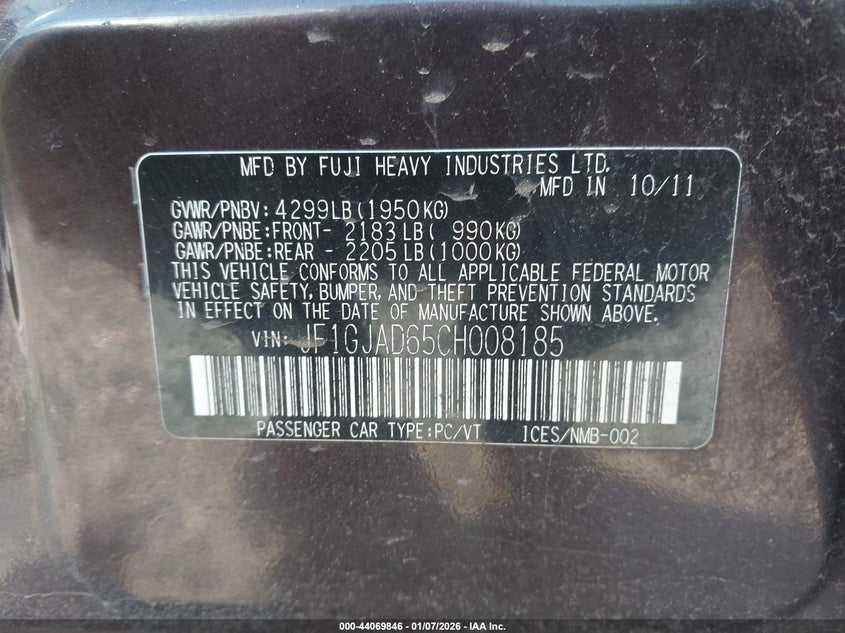 MFD BY FUJI HEAVY INDUSTRIES LTD.
MFD IN 10/11
GVWR/PNBV: 4299LB (1950KG)
GAWR/PNBE: FRONT- 2183 LB ( 990KG)
GAWR/PNBE: REAR - 2205 LB (1000KG)
THIS VEHICLE CONFORMS TO ALL APPLICABLE FEDERAL MOTOR
VEHICLE SAFETY, BUMPER, AND THEFT PREVENTION STANDARDS
IN EFFECT ON THE DATE OF MANUFACTURE SHOWN ABOVE.
VIN: JF1GJAD65CH008185
PASSENGER CAR TYPE: PC/VT ICES/NMB-002
000-44069846 - 01/07/2026 - IAA Inc.